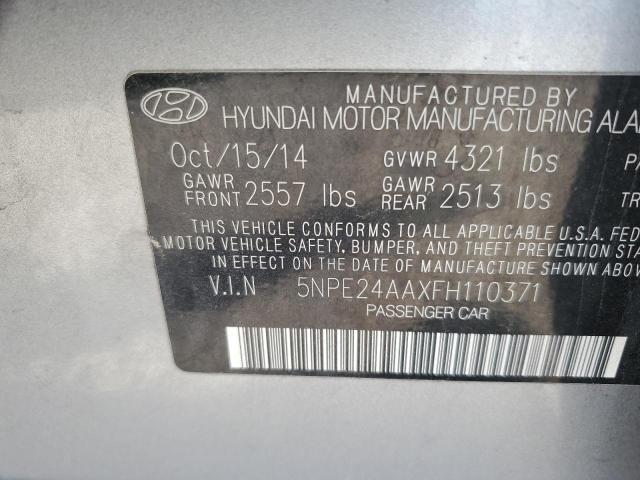 MANUFACTURED BY
HYUNDAI MOTOR MANUFACTURING
Oct/15/14 GVWR 4321 lbs
GAWR FRONT 2557 lbs GAWR REAR 2513 lbs
THIS VEHICLE CONFORMS TO ALL APPLICABLE U.S.A. FED
MOTOR VEHICLE SAFETY, BUMPER, AND THEFT PREVENTION STA
IN EFFECT ON THE DATE OF MANUFACTURE SHOWN ABOVE
V.I.N 5NPE24AAXFH110371
PASSENGER CAR